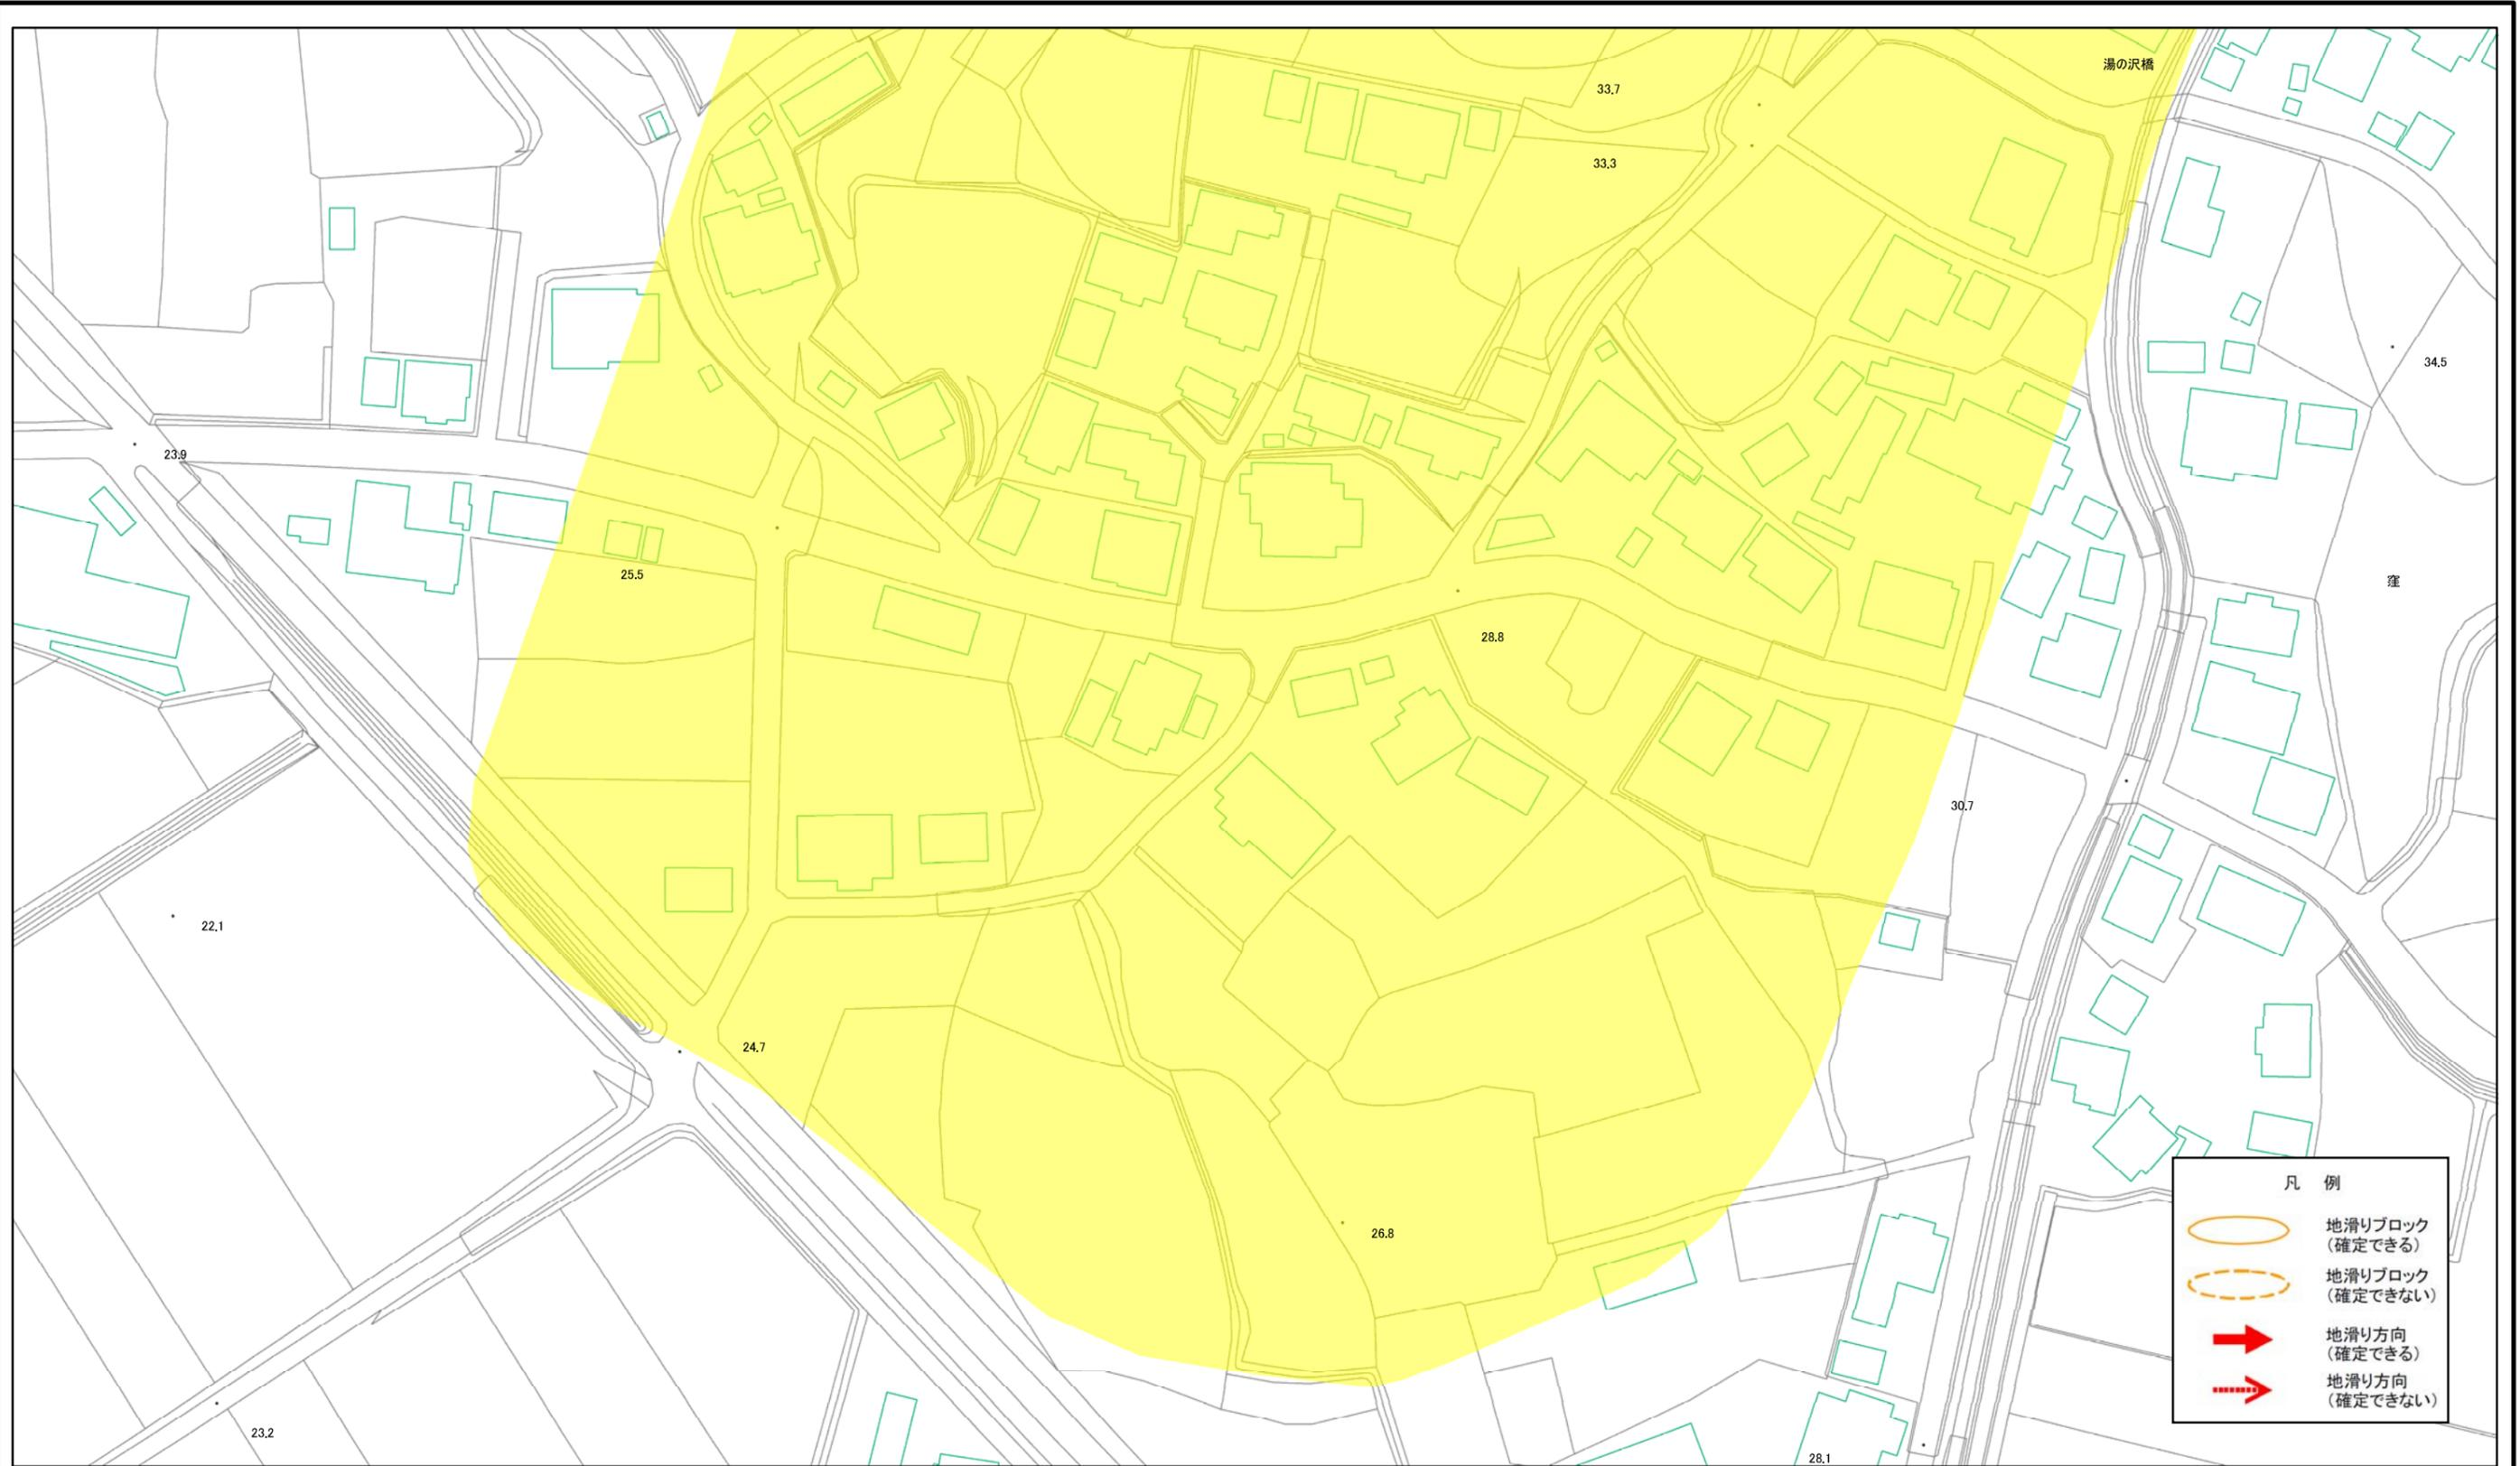 湯の沢橋
33.7
33.3
34.5
23.9
25.5
窪
28.8
30.7
22.1
24.7
26.8
23.2
28.1
凡 例
地滑りブロック
(確定できる)
地滑りブロック
(確定できない)
地滑り方向
(確定できる)
地滑り方向
(確定できない)